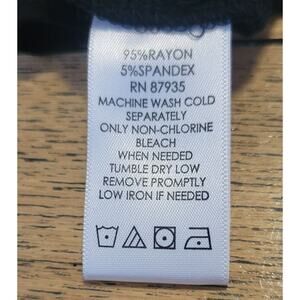 95%RAYON
5%SPANDEX
RN 87935
MACHINE WASH COLD
SEPARATELY
ONLY NON-CHLORINE
BLEACH
WHEN NEEDED
TUMBLE DRY LOW
REMOVE PROMPTLY
LOW IRON IF NEEDED